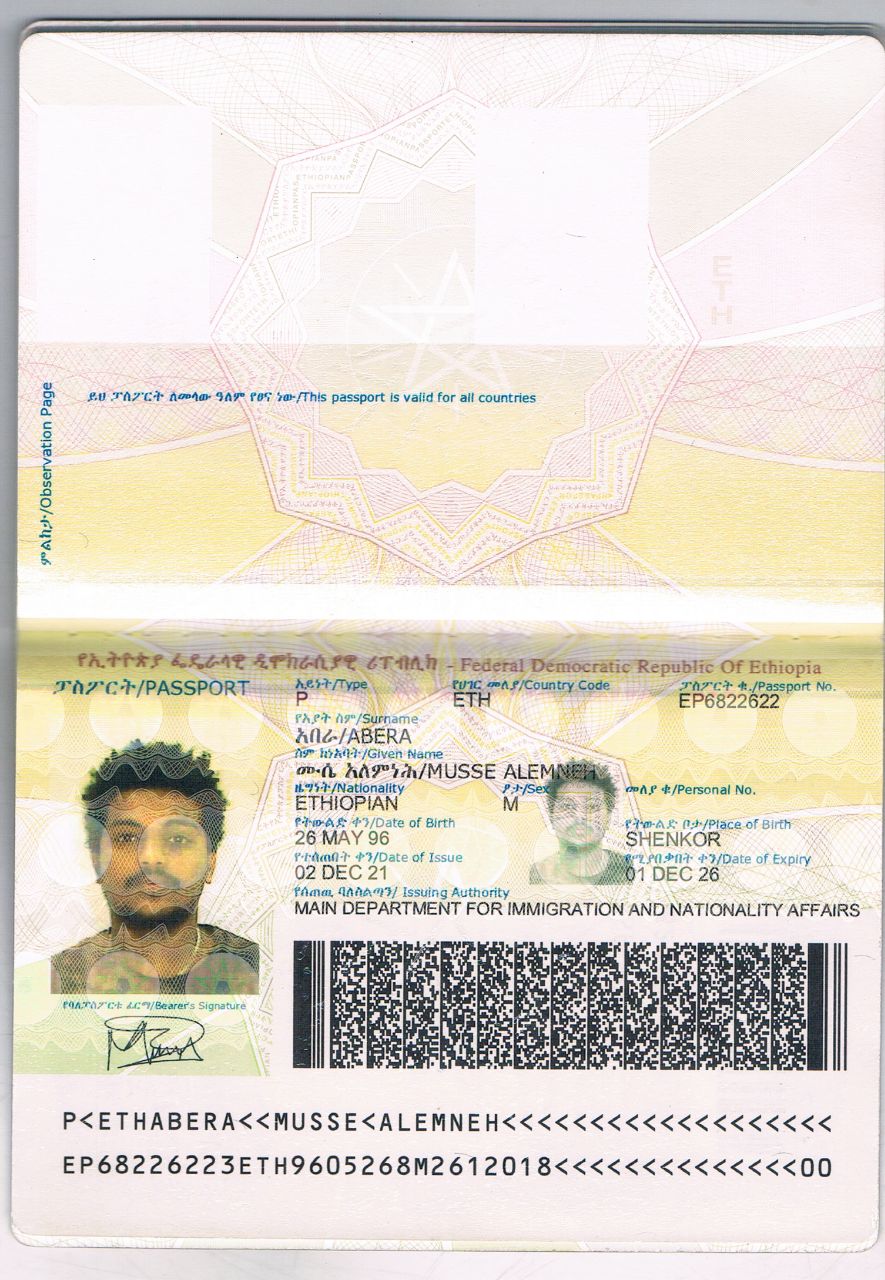 ይህ ፓስፖርት ለመላው ዓለም የፀና ነው/This passport is valid for all countries
ምልከታ/Observation Page
ETH
የኢትዮጵያ ፌዴራላዊ ዲሞክራሲያዊ ሪፐብሊክ - Federal Democratic Republic Of Ethiopia
ፓስፖርት/PASSPORT
አይነት/Type
የሀገር መለያ/Country Code
ፓስፖርት ቁ./Passport No.
P
ETH
EP6822622
የአያት ስም/Surname
አበራ/ABERA
ስም ከነአባት/Given Name
ሙሴ አለምነሕ/MUSSE ALEMNEH
ዜግነት/Nationality
ፆታ/Sex
መለያ ቁ/Personal No.
ETHIOPIAN
M
የትውልድ ቀን/Date of Birth
የትውልድ ቦታ/Place of Birth
26 MAY 96
SHENKOR
የተሰጠበት ቀን/Date of Issue
የሚያበቃበት ቀን/Date of Expiry
02 DEC 21
01 DEC 26
የሰጠዉ ባለስልጣን/ Issuing Authority
MAIN DEPARTMENT FOR IMMIGRATION AND NATIONALITY AFFAIRS
የባለፓስፖርቱ ፊርማ/Bearer's Signature
P<ETHABERA<<MUSSE<ALEMNEH<<<<<<<<<<<<<<<<<<<
EP68226223ETH9605268M2612018<<<<<<<<<<<<<<00